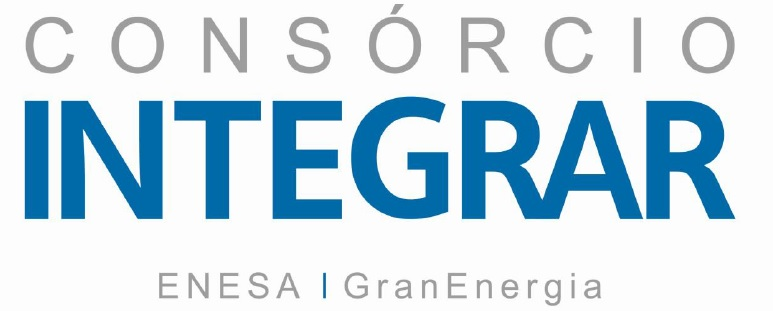 CONSÓRCIO
INTEGRAR
ENESA | GranEnergia